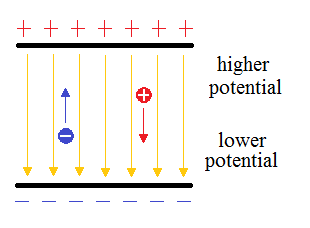 + + + + + + +
higher
potential
+
−
lower
potential
− − − − − − −